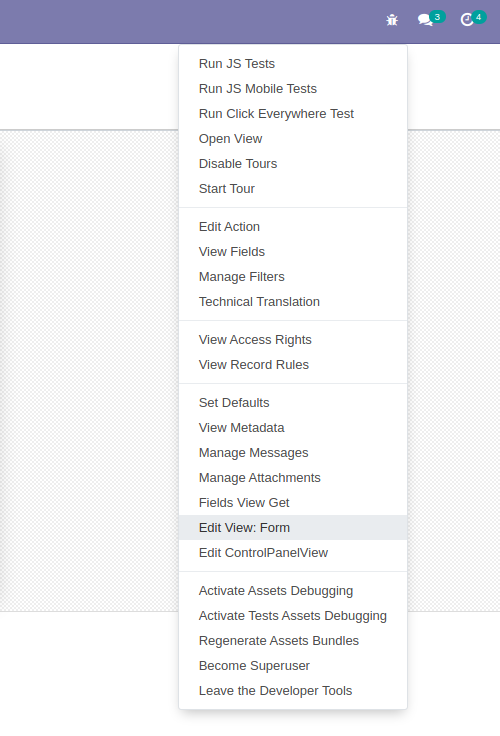 3
4
Run JS Tests
Run JS Mobile Tests
Run Click Everywhere Test
Open View
Disable Tours
Start Tour
Edit Action
View Fields
Manage Filters
Technical Translation
View Access Rights
View Record Rules
Set Defaults
View Metadata
Manage Messages
Manage Attachments
Fields View Get
Edit View: Form
Edit ControlPanelView
Activate Assets Debugging
Activate Tests Assets Debugging
Regenerate Assets Bundles
Become Superuser
Leave the Developer Tools